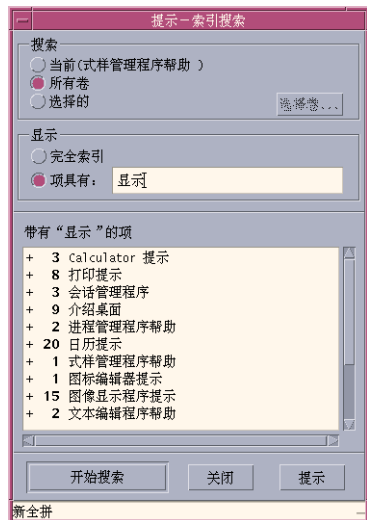 提示－索引搜索
搜索
当前(式样管理程序帮助 )
所有卷
选择的
选择卷...
显示
完全索引
项具有: 显示
带有“显示”的项
+ 3 Calculator 提示
+ 8 打印提示
+ 3 会话管理程序
+ 9 介绍桌面
+ 2 进程管理程序帮助
+ 20 日历提示
+ 1 式样管理程序帮助
+ 1 图标编辑器提示
+ 15 图像显示程序提示
+ 2 文本编辑程序帮助
开始搜索 关闭 提示
新全拼